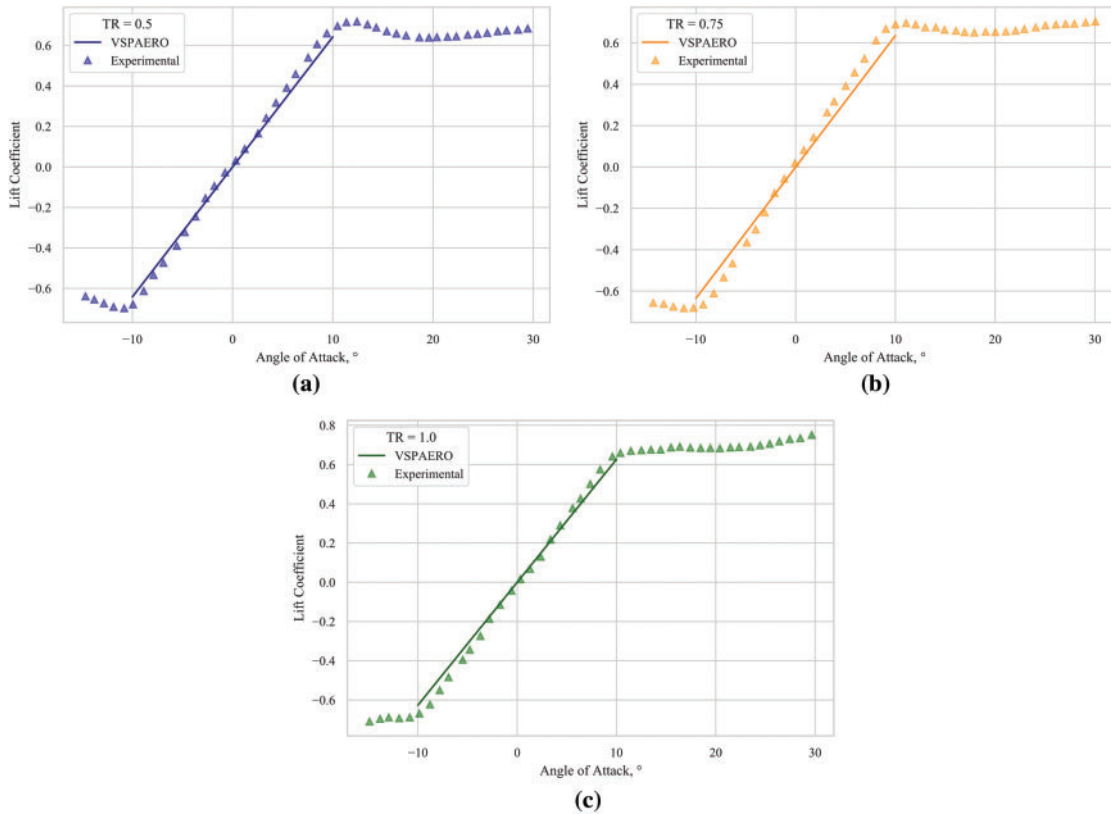 TR = 0.5
VSPAERO
Experimental
0.6
0.4
0.2
0.0
−0.2
−0.4
−0.6
Lift Coefficient
−10
0
10
20
30
Angle of Attack, °
(a)
TR = 0.75
VSPAERO
Experimental
0.6
0.4
0.2
0.0
−0.2
−0.4
−0.6
Lift Coefficient
−10
0
10
20
30
Angle of Attack, °
(b)
TR = 1.0
VSPAERO
Experimental
0.8
0.6
0.4
0.2
0.0
−0.2
−0.4
−0.6
Lift Coefficient
−10
0
10
20
30
Angle of Attack, °
(c)